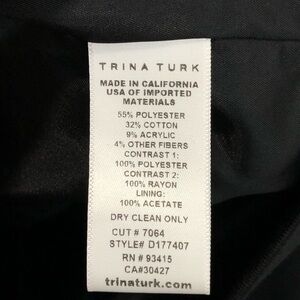 TRINA TURK
MADE IN CALIFORNIA
USA OF IMPORTED
MATERIALS
55% POLYESTER
32% COTTON
9% ACRYLIC
4% OTHER FIBERS
CONTRAST 1:
100% POLYESTER
CONTRAST 2:
100% RAYON
LINING:
100% ACETATE
DRY CLEAN ONLY
CUT # 7064
STYLE# D177407
RN # 93415
CA#30427
trinaturk.com